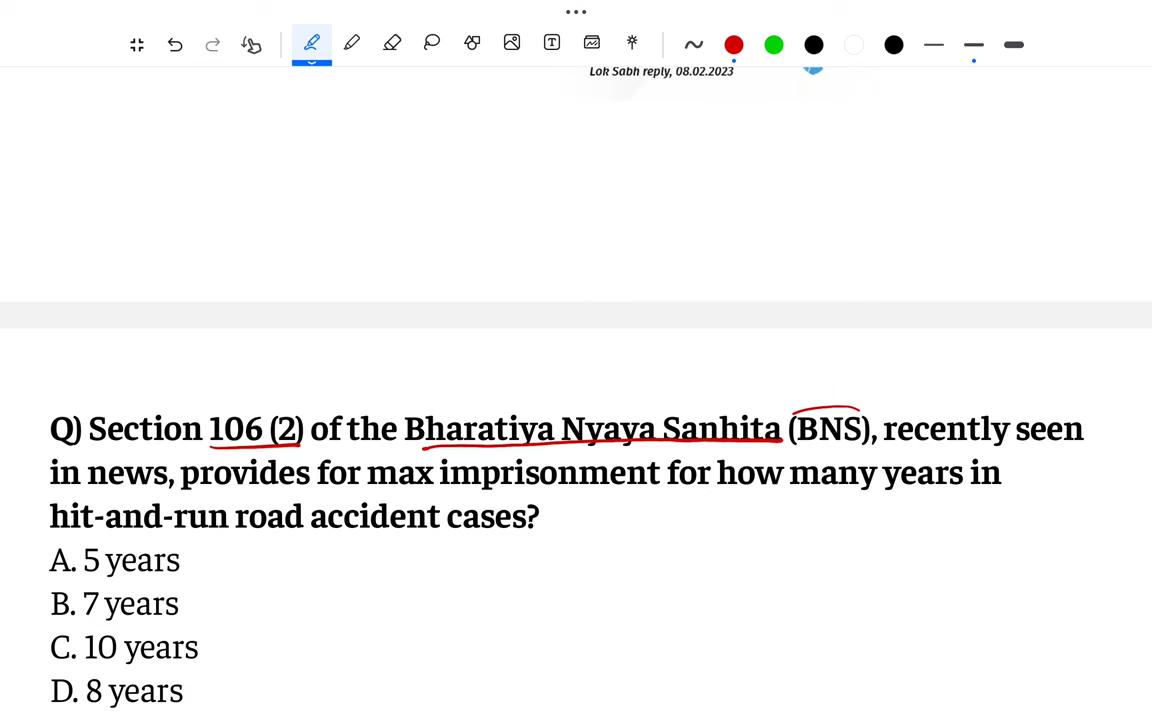 Lok Sabh reply, 08.02.2023
Q) Section 106 (2) of the Bharatiya Nyaya Sanhita (BNS), recently seen
in news, provides for max imprisonment for how many years in
hit-and-run road accident cases?
A. 5 years
B. 7 years
C. 10 years
D. 8 years